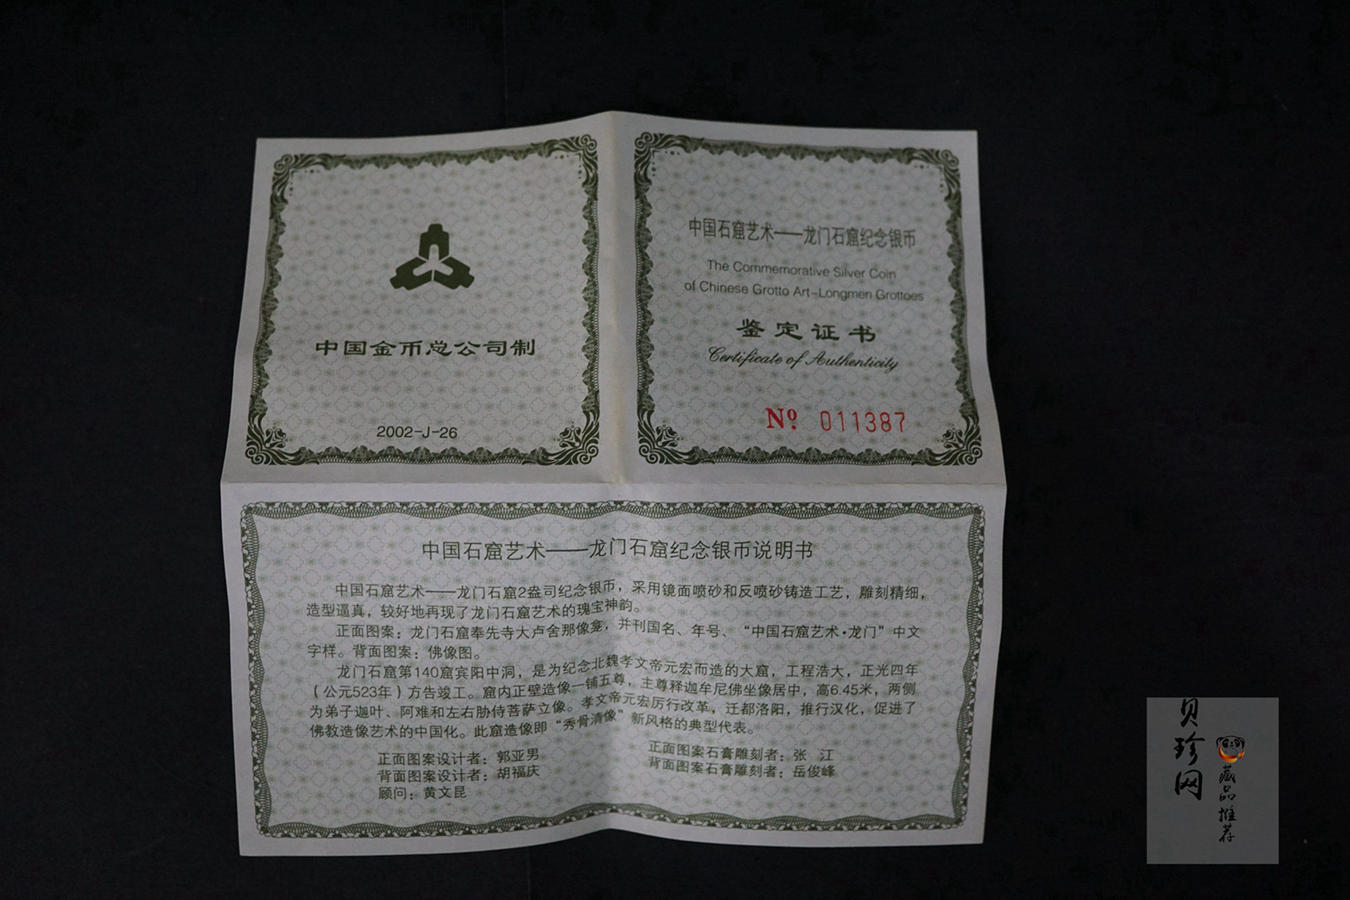 中国金币总公司制
2002-J-26
中国石窟艺术——龙门石窟纪念银币
The Commemorative Silver Coin
of Chinese Grotto Art-Longmen Grottoes
鉴定证书
Certificate of Authenticity
Nº 011387
中国石窟艺术——龙门石窟纪念银币说明书
中国石窟艺术——龙门石窟2盎司纪念银币，采用镜面喷砂和反喷砂铸造工艺，雕刻精细，
造型逼真，较好地再现了龙门石窟艺术的瑰宝神韵。
正面图案：龙门石窟奉先寺大卢舍那像龛，并刊国名、年号、“中国石窟艺术·龙门”中文
字样。背面图案：佛像图。
龙门石窟第140窟宾阳中洞，是为纪念北魏孝文帝元宏而造的大窟，工程浩大，正光四年
（公元523年）方告竣工。窟内正壁造像一铺五尊，主尊释迦牟尼佛坐像居中，高6.45米，两侧
为弟子迦叶、阿难和左右胁侍菩萨立像。孝文帝元宏厉行改革，迁都洛阳，推行汉化，促进了
佛教造像艺术的中国化。此窟造像即“秀骨清像”新风格的典型代表。
正面图案设计者：郭亚男
背面图案设计者：胡福庆
顾问：黄文昆
正面图案石膏雕刻者：张 江
背面图案石膏雕刻者：岳俊峰
贝珍网
藏品推荐